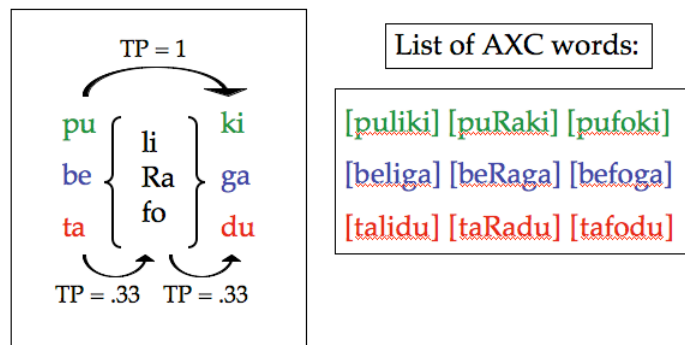 TP = 1
pu ki
li
be Ra ga
fo
ta du
TP = .33 TP = .33
List of AXC words:
[puliki] [puRaki] [pufoki]
[beliga] [beRaga] [befoga]
[talidu] [taRadu] [tafodu]